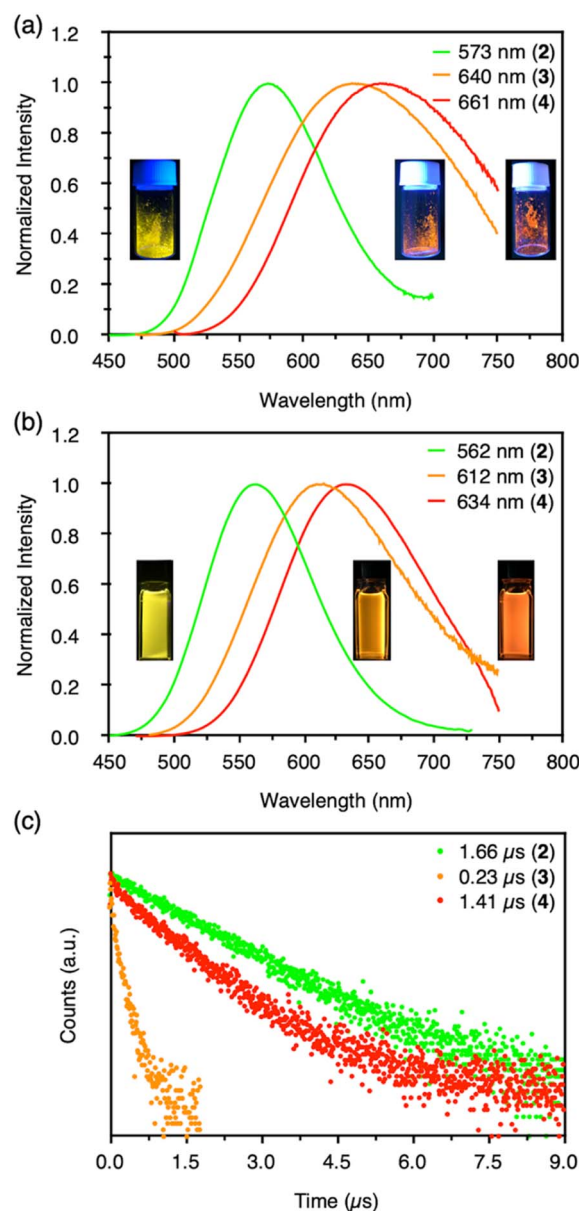 (a)
1.2
1.0
0.8
0.6
0.4
0.2
0.0
Normalized Intensity
573 nm (2)
640 nm (3)
661 nm (4)
450 500 550 600 650 700 750 800
Wavelength (nm)
(b)
1.2
1.0
0.8
0.6
0.4
0.2
0.0
Normalized Intensity
562 nm (2)
612 nm (3)
634 nm (4)
450 500 550 600 650 700 750 800
Wavelength (nm)
(c)
Counts (a.u.)
1.66 µs (2)
0.23 µs (3)
1.41 µs (4)
0.0 1.5 3.0 4.5 6.0 7.5 9.0
Time (µs)